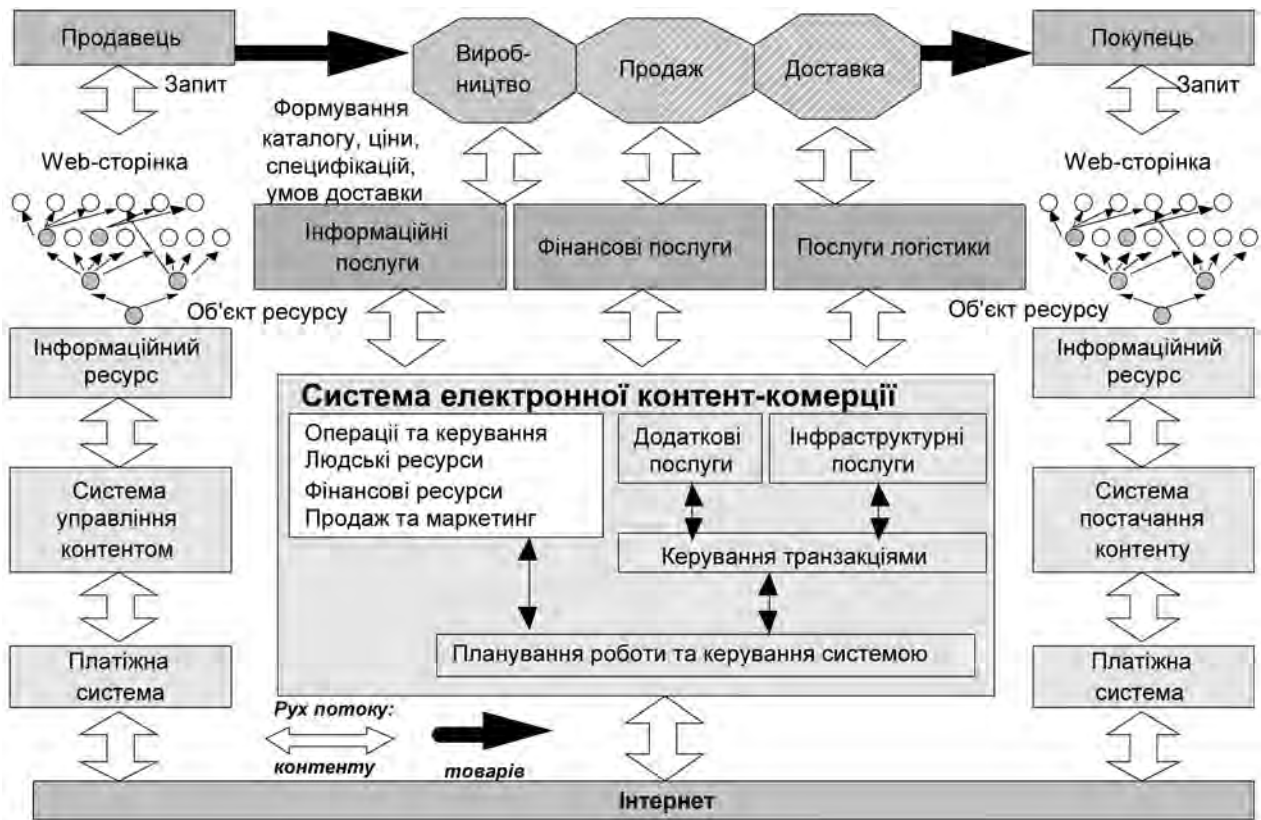 Продавець
Вироб-
ництво
Продаж
Доставка
Покупець
Запит
Запит
Формування
каталогу, ціни,
специфікацій,
умов доставки
Web-сторінка
Web-сторінка
Інформаційні
послуги
Фінансові послуги
Послуги логістики
Об'єкт ресурсу
Об'єкт ресурсу
Інформаційний
ресурс
Інформаційний
ресурс
Система електронної контент-комерції
Операції та керування
Людські ресурси
Фінансові ресурси
Продаж та маркетинг
Додаткові
послуги
Інфраструктурні
послуги
Система
управління
контентом
Система
постачання
контенту
Керування транзакціями
Планування роботи та керування системою
Платіжна
система
Платіжна
система
Рух потоку:
контенту
товарів
Інтернет